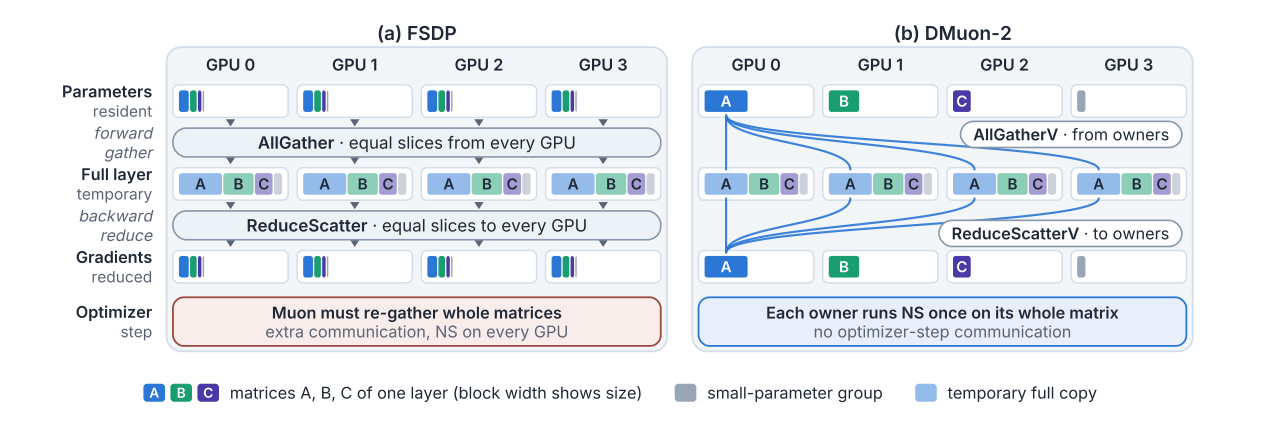 (a) FSDP
(b) DMuon-2
GPU 0
GPU 1
GPU 2
GPU 3
GPU 0
GPU 1
GPU 2
GPU 3
Parameters
resident
A
B
C
forward
gather
AllGather · equal slices from every GPU
AllGatherV · from owners
Full layer
temporary
A B C
A B C
A B C
A B C
A B C
A B C
A B C
A B C
backward
reduce
ReduceScatter · equal slices to every GPU
ReduceScatterV · to owners
Gradients
reduced
A
B
C
Optimizer
step
Muon must re-gather whole matrices
extra communication, NS on every GPU
Each owner runs NS once on its whole matrix
no optimizer-step communication
A B C matrices A, B, C of one layer (block width shows size)
small-parameter group
temporary full copy